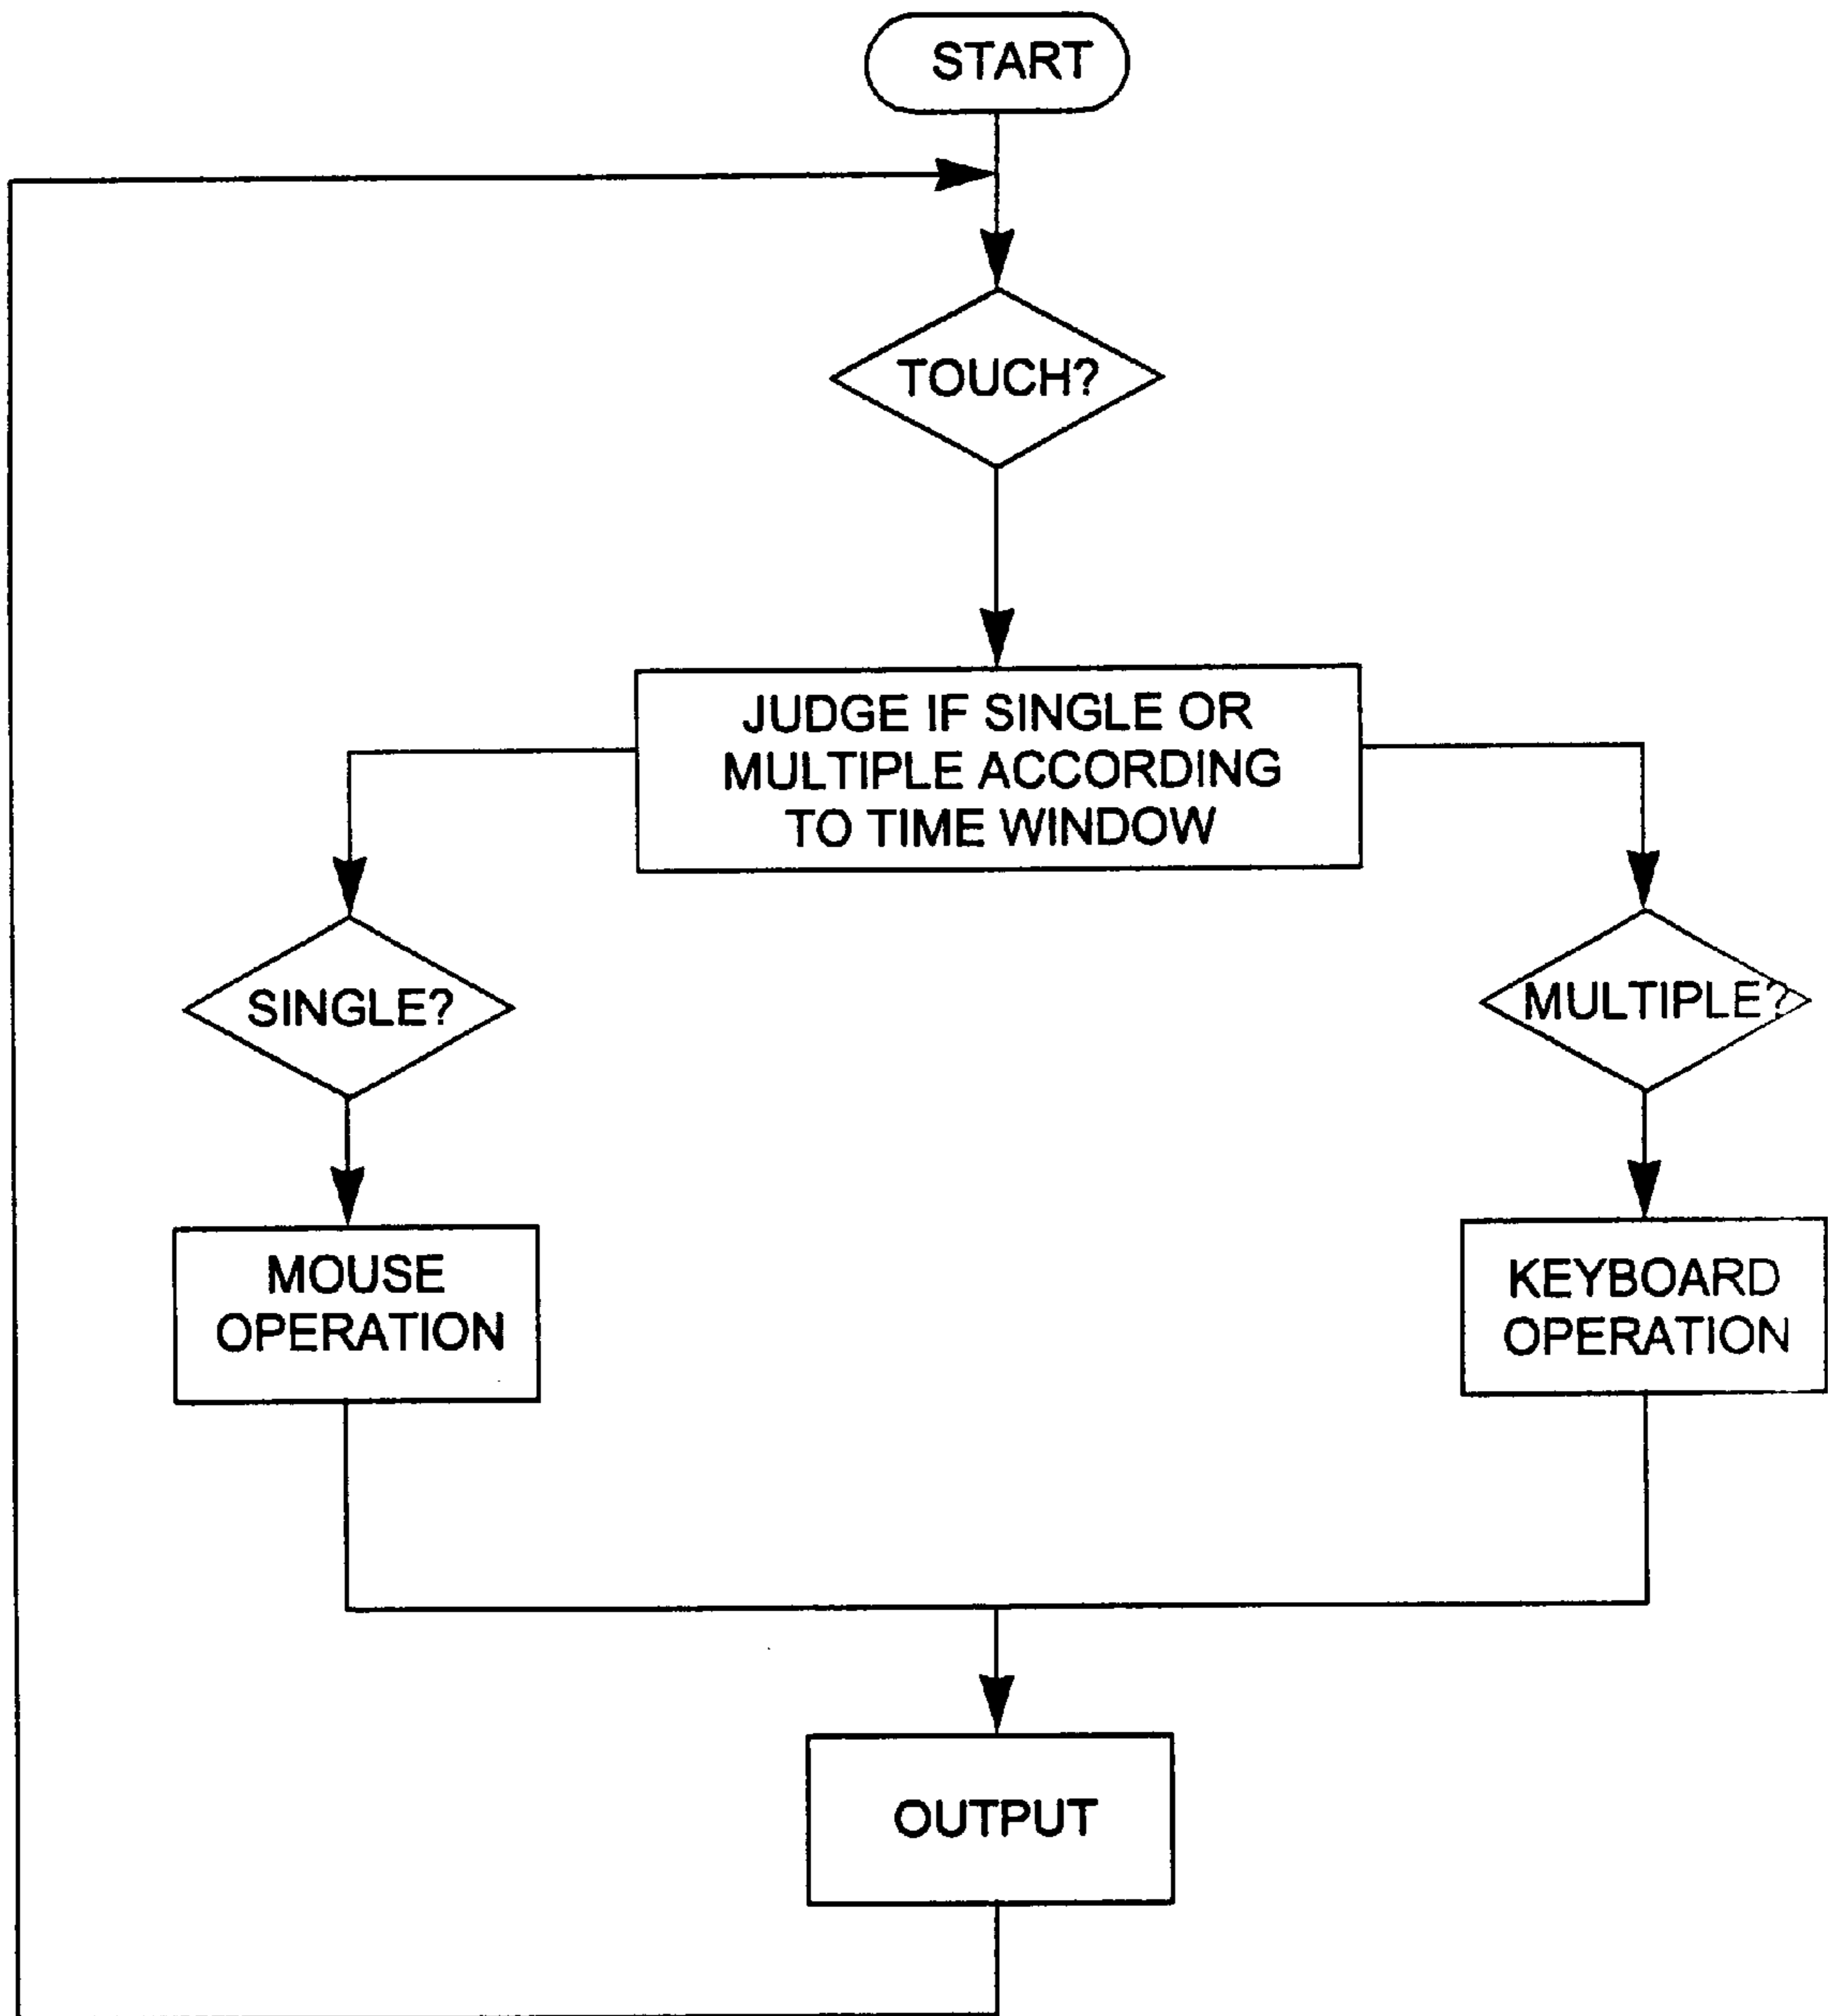 START
TOUCH?
JUDGE IF SINGLE OR
MULTIPLE ACCORDING
TO TIME WINDOW
SINGLE?
MULTIPLE?
MOUSE
OPERATION
KEYBOARD
OPERATION
OUTPUT